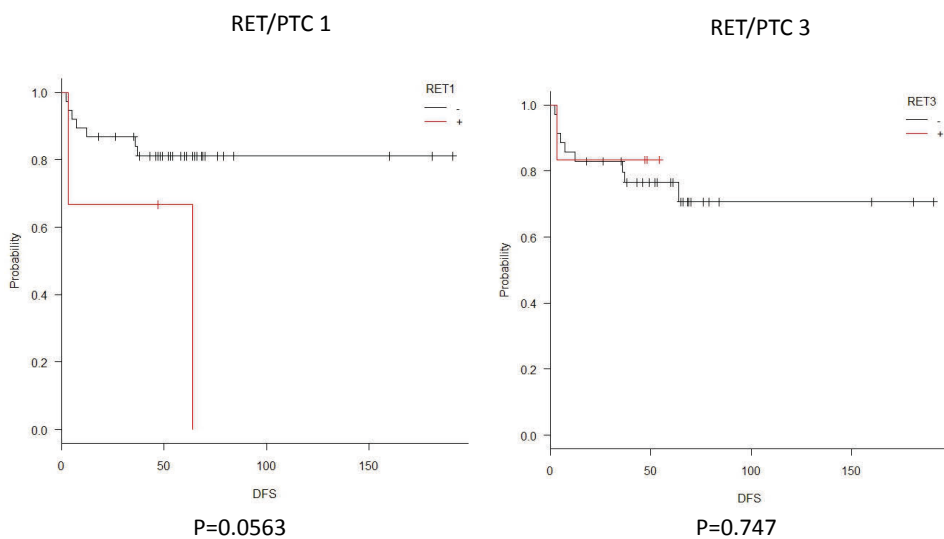 RET/PTC 1
RET1
-
+
1.0
0.8
0.6
0.4
0.2
0.0
Probability
0
50
100
150
DFS
P=0.0563
RET/PTC 3
RET3
-
+
1.0
0.8
0.6
0.4
0.2
0.0
Probability
0
50
100
150
DFS
P=0.747